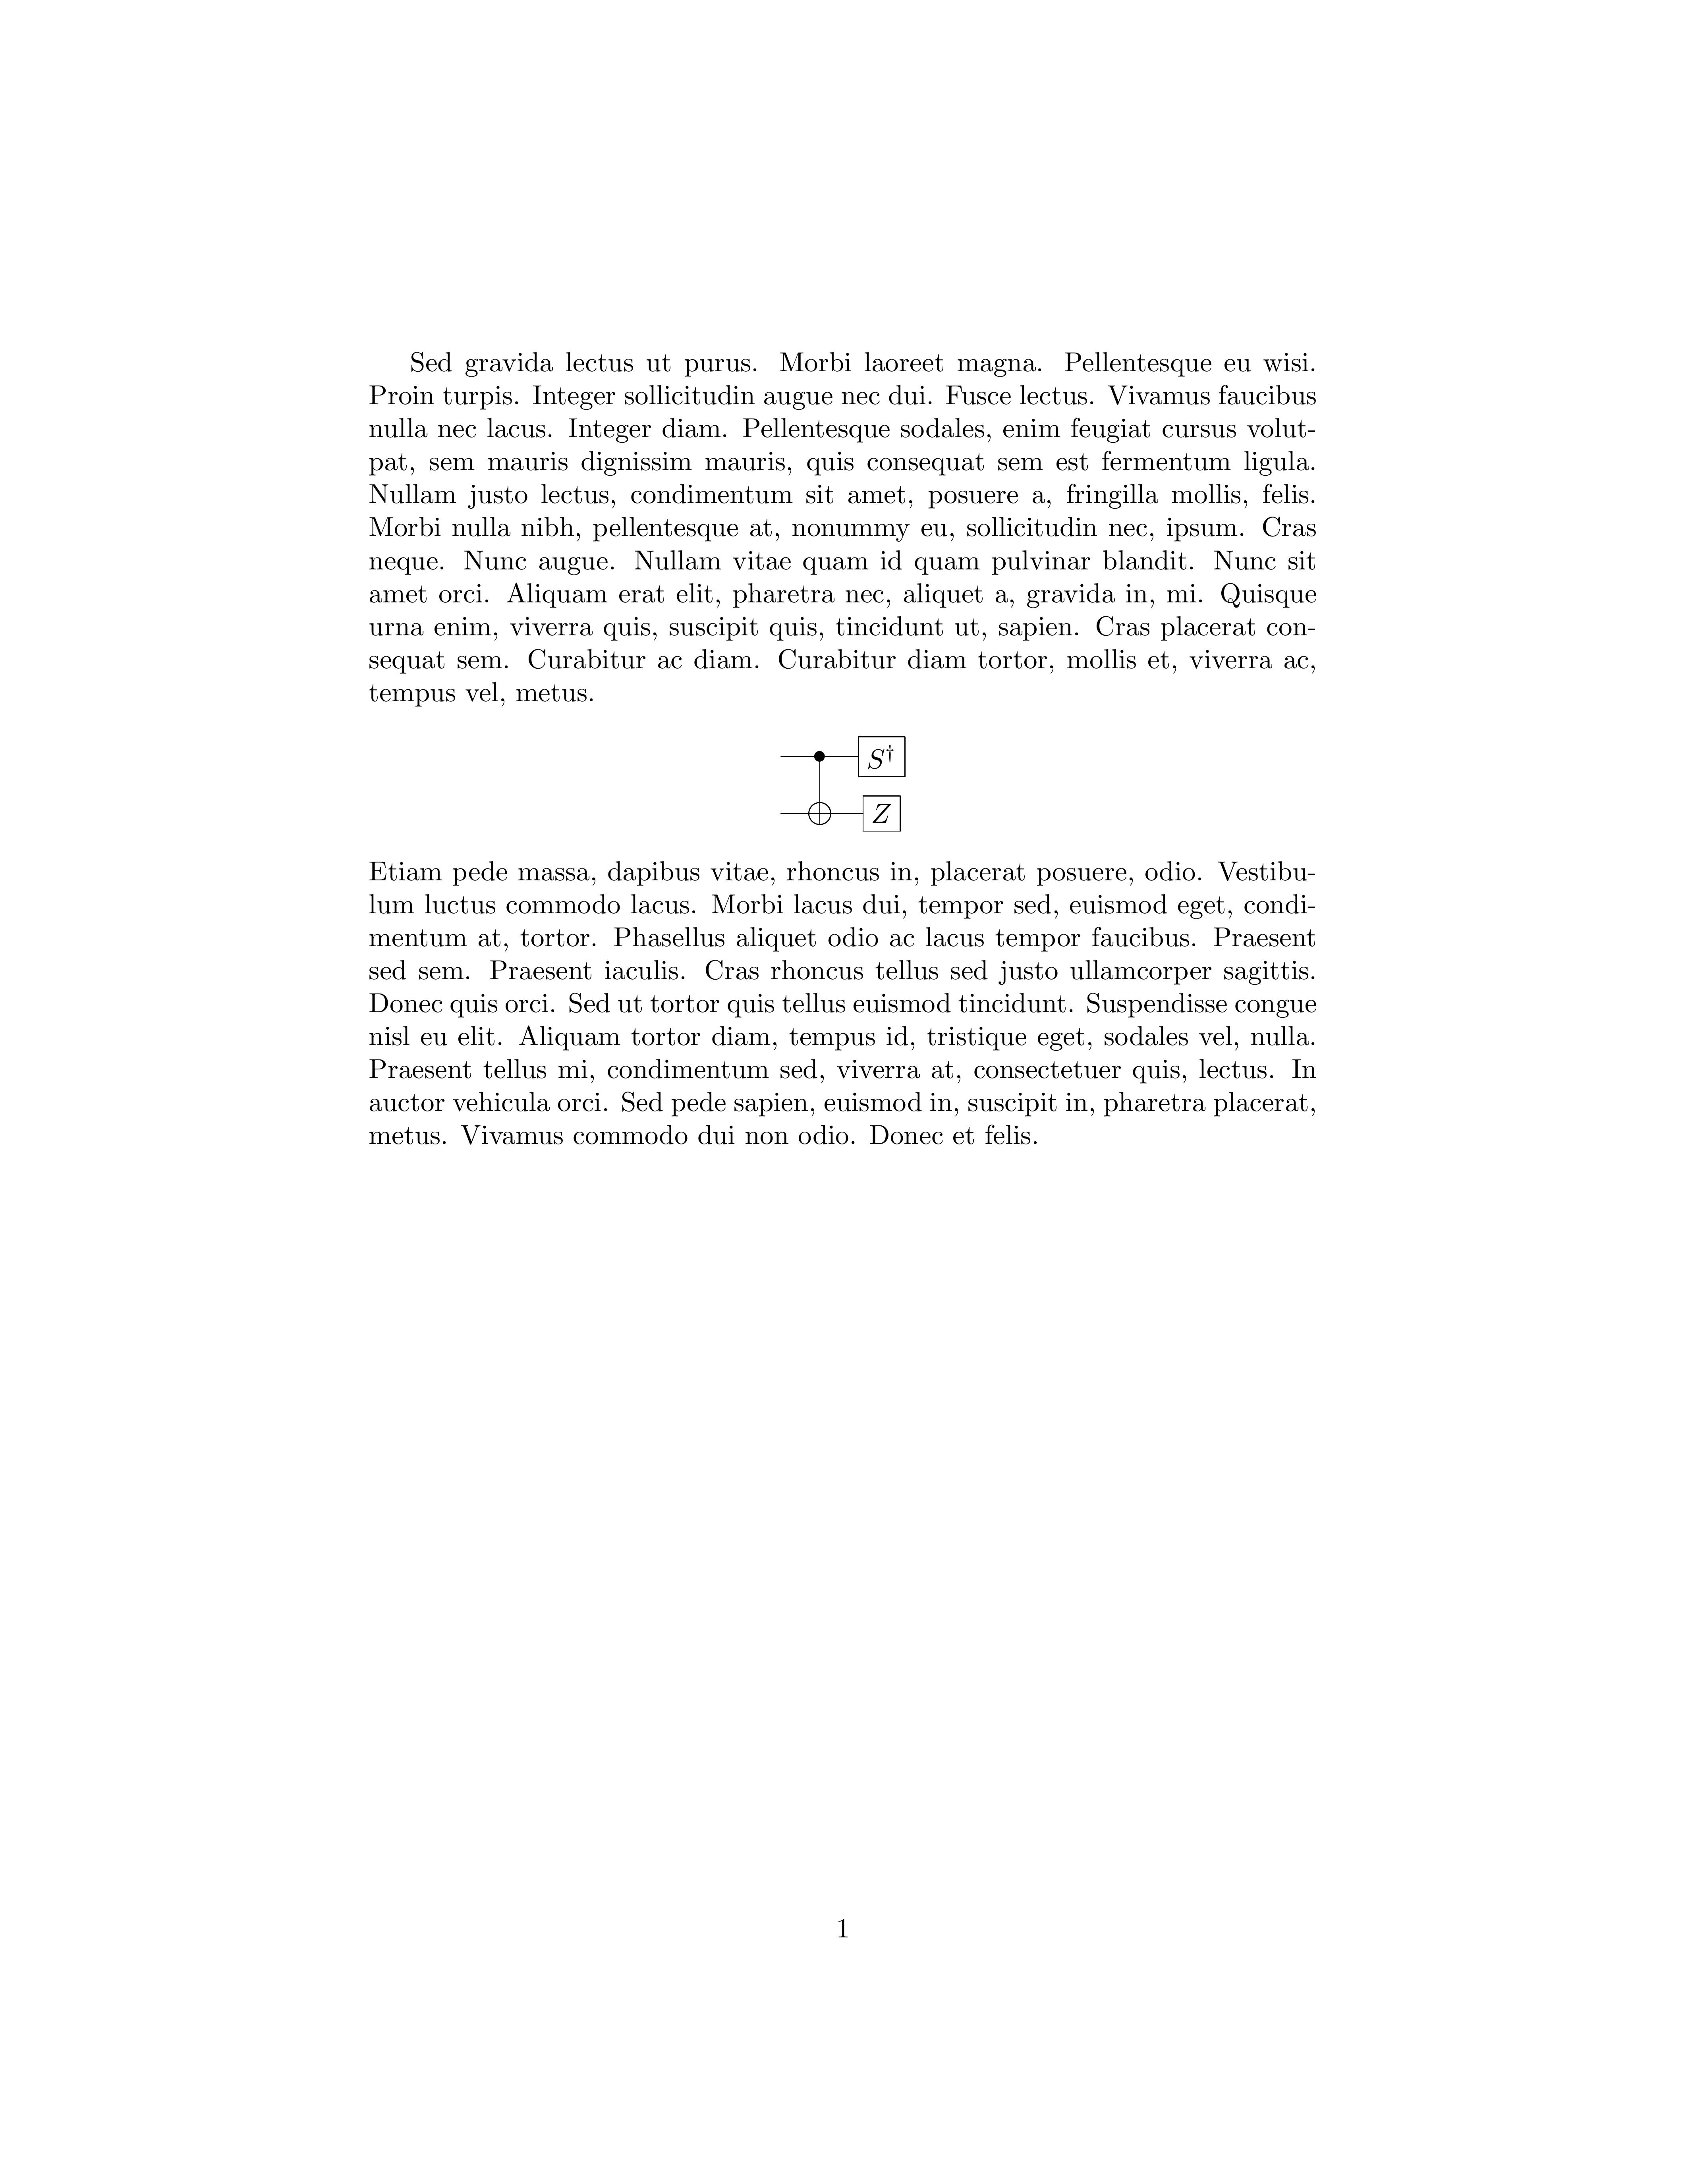 Sed gravida lectus ut purus. Morbi laoreet magna. Pellentesque eu wisi.
Proin turpis. Integer sollicitudin augue nec dui. Fusce lectus. Vivamus faucibus
nulla nec lacus. Integer diam. Pellentesque sodales, enim feugiat cursus volut-
pat, sem mauris dignissim mauris, quis consequat sem est fermentum ligula.
Nullam justo lectus, condimentum sit amet, posuere a, fringilla mollis, felis.
Morbi nulla nibh, pellentesque at, nonummy eu, sollicitudin nec, ipsum. Cras
neque. Nunc augue. Nullam vitae quam id quam pulvinar blandit. Nunc sit
amet orci. Aliquam erat elit, pharetra nec, aliquet a, gravida in, mi. Quisque
urna enim, viverra quis, suscipit quis, tincidunt ut, sapien. Cras placerat con-
sequat sem. Curabitur ac diam. Curabitur diam tortor, mollis et, viverra ac,
tempus vel, metus.
S†
Z
Etiam pede massa, dapibus vitae, rhoncus in, placerat posuere, odio. Vestibu-
lum luctus commodo lacus. Morbi lacus dui, tempor sed, euismod eget, condi-
mentum at, tortor. Phasellus aliquet odio ac lacus tempor faucibus. Praesent
sed sem. Praesent iaculis. Cras rhoncus tellus sed justo ullamcorper sagittis.
Donec quis orci. Sed ut tortor quis tellus euismod tincidunt. Suspendisse congue
nisl eu elit. Aliquam tortor diam, tempus id, tristique eget, sodales vel, nulla.
Praesent tellus mi, condimentum sed, viverra at, consectetuer quis, lectus. In
auctor vehicula orci. Sed pede sapien, euismod in, suscipit in, pharetra placerat,
metus. Vivamus commodo dui non odio. Donec et felis.
1